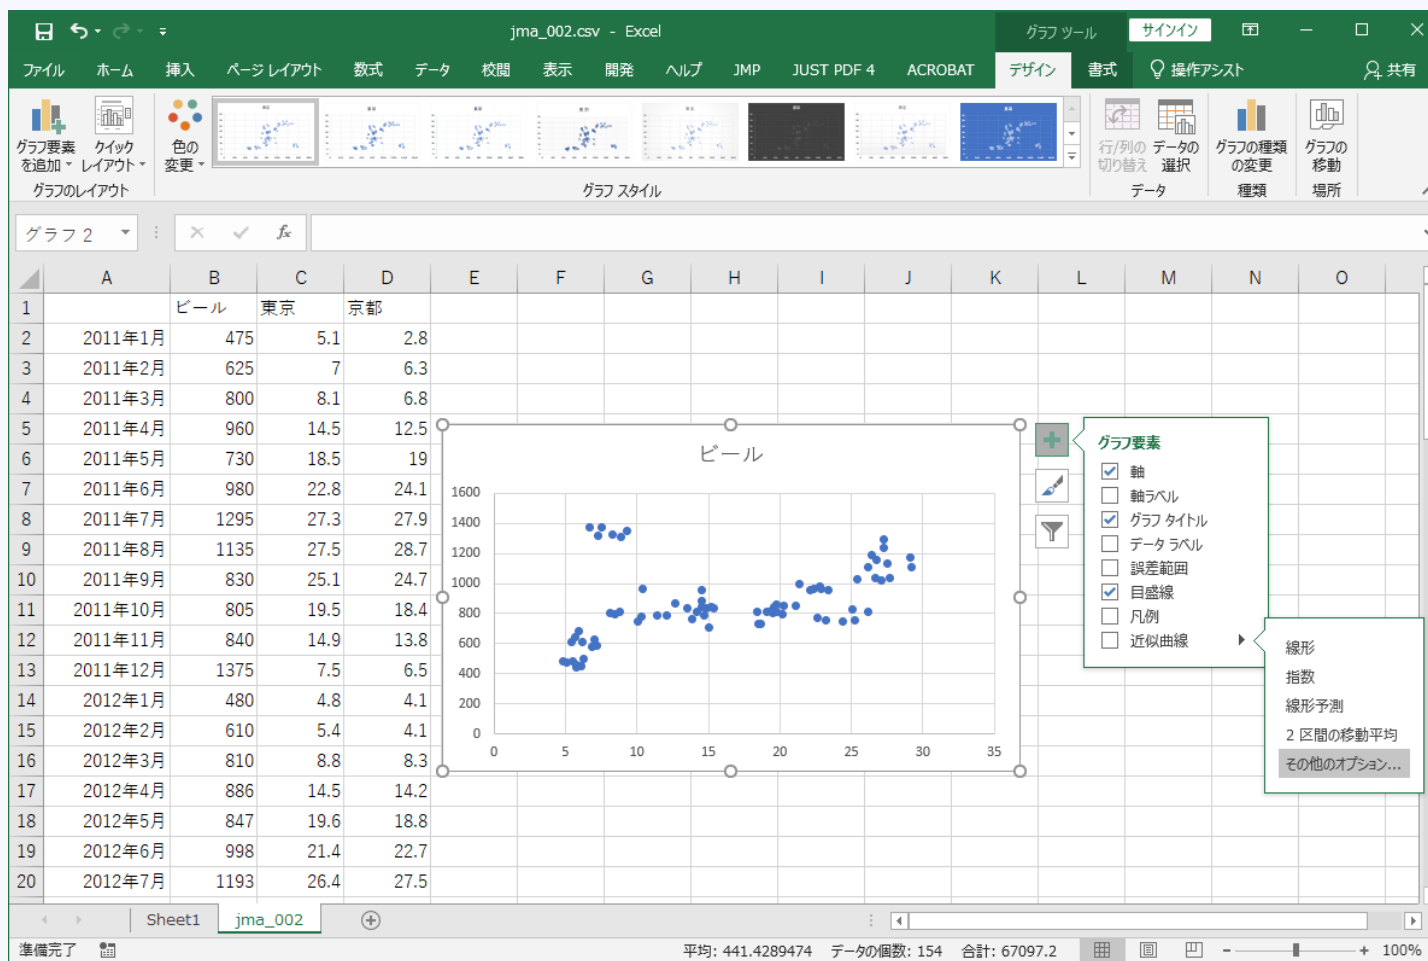 jma_002.csv - Excel
グラフ ツール
サインイン
ファイル ホーム 挿入 ページ レイアウト 数式 データ 校閲 表示 開発 ヘルプ JMP JUST PDF 4 ACROBAT デザイン 書式 操作アシスト 共有
グラフ要素を追加
クイックレイアウト
色の変更
行/列の切り替え
データの選択
グラフの種類の変更
グラフの移動
グラフのレイアウト グラフ スタイル データ 種類 場所
グラフ 2 fx
A B C D E F G H I J K L M N O
1 ビール 東京 京都
2 2011年1月 475 5.1 2.8
3 2011年2月 625 7 6.3
4 2011年3月 800 8.1 6.8
5 2011年4月 960 14.5 12.5
6 2011年5月 730 18.5 19
7 2011年6月 980 22.8 24.1
8 2011年7月 1295 27.3 27.9
9 2011年8月 1135 27.5 28.7
10 2011年9月 830 25.1 24.7
11 2011年10月 805 19.5 18.4
12 2011年11月 840 14.9 13.8
13 2011年12月 1375 7.5 6.5
14 2012年1月 480 4.8 4.1
15 2012年2月 610 5.4 4.1
16 2012年3月 810 8.8 8.3
17 2012年4月 886 14.5 14.2
18 2012年5月 847 19.6 18.8
19 2012年6月 998 21.4 22.7
20 2012年7月 1193 26.4 27.5
ビール
1600
1400
1200
1000
800
600
400
200
0
0 5 10 15 20 25 30 35
グラフ要素
軸
軸ラベル
グラフ タイトル
データ ラベル
誤差範囲
目盛線
凡例
近似曲線
線形
指数
線形予測
2 区間の移動平均
その他のオプション...
Sheet1 jma_002
準備完了 平均: 441.4289474 データの個数: 154 合計: 67097.2 100%